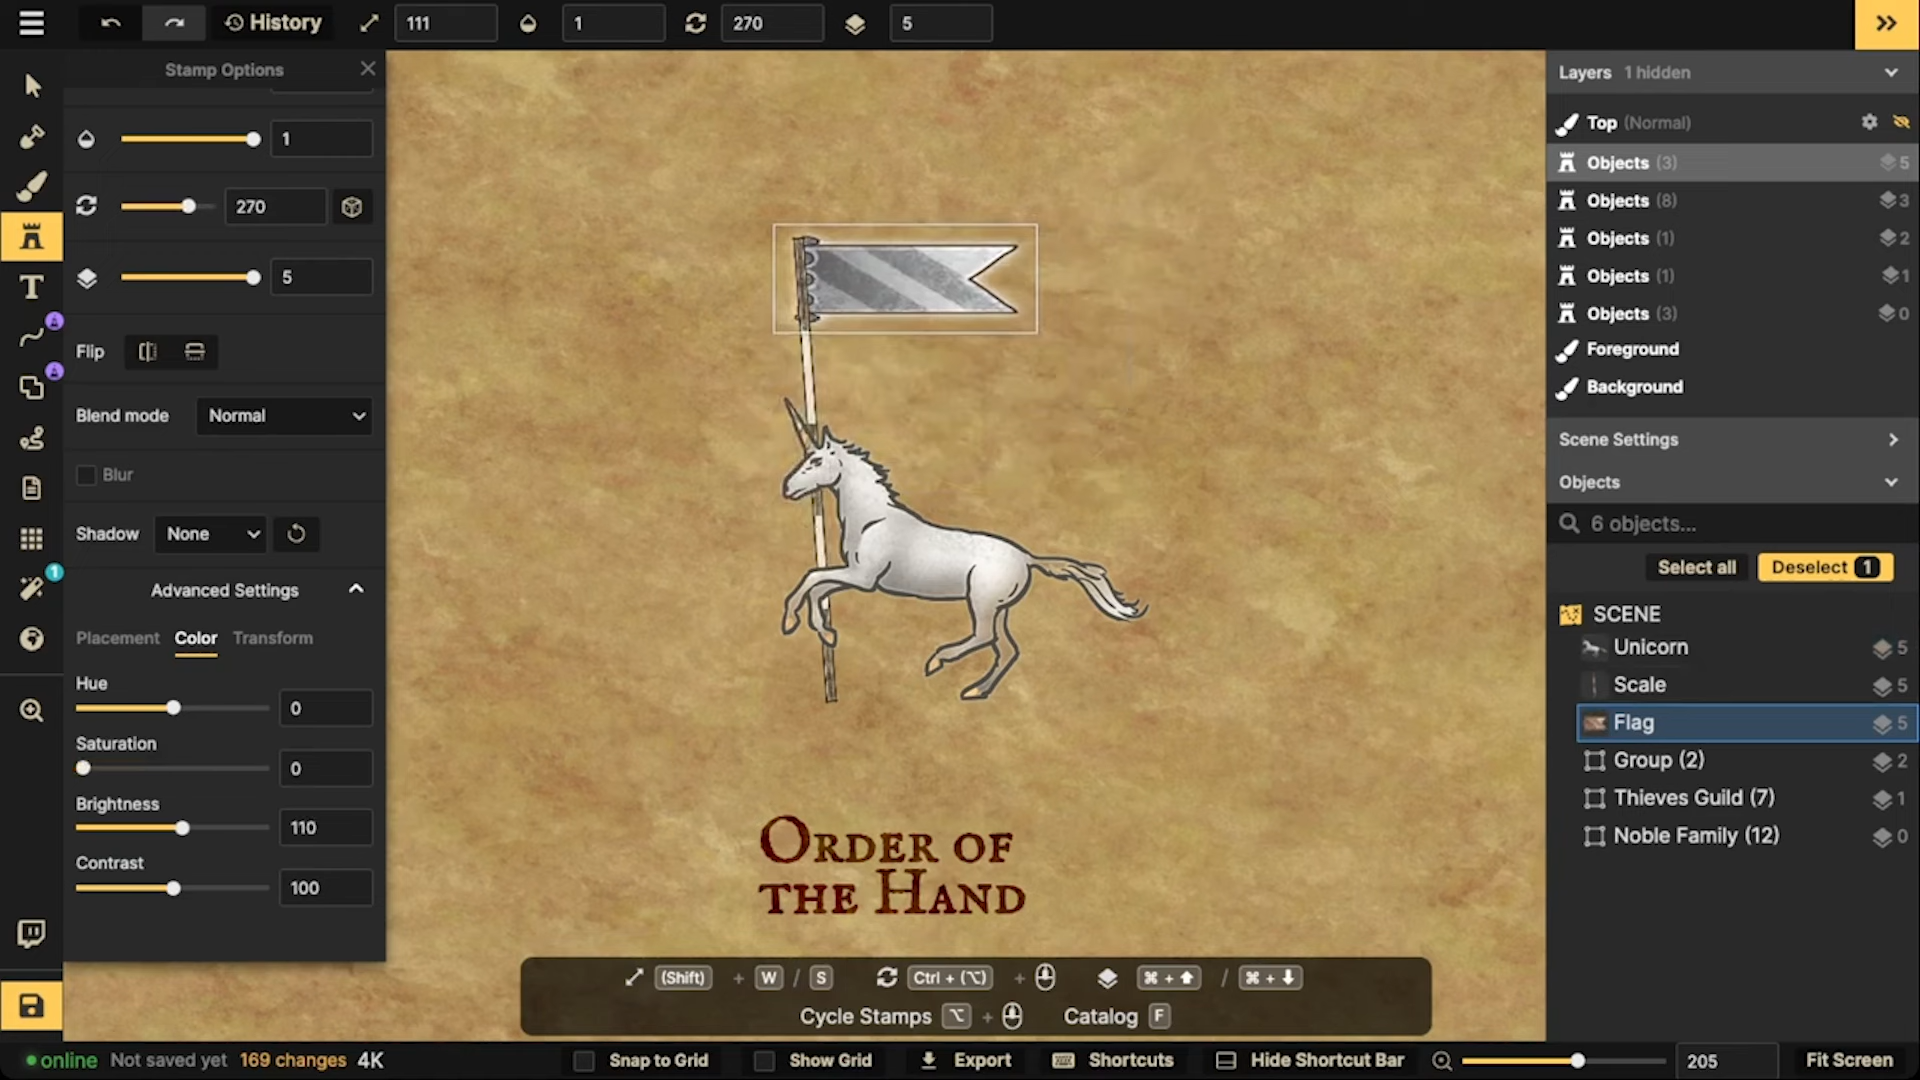 History
111
1
270
5
Stamp Options
1
270
5
Flip
Blend mode
Normal
Blur
Shadow
None
1
Advanced Settings
Placement
Color
Transform
Hue
0
Saturation
0
Brightness
110
Contrast
100
ORDER OF
THE HAND
(Shift) + W / S
Ctrl + (⌥) +
⌘ + ⬆ / ⌘ + ⬇
Cycle Stamps ⌥ +
Catalog F
Layers 1 hidden
Top (Normal)
Objects (3) 5
Objects (8) 3
Objects (1) 2
Objects (1) 1
Objects (3) 0
Foreground
Background
Scene Settings
Objects
6 objects...
Select all
Deselect 1
SCENE
Unicorn 5
Scale 5
Flag 5
Group (2) 2
Thieves Guild (7) 1
Noble Family (12) 0
online
Not saved yet
169 changes
4K
Snap to Grid
Show Grid
Export
Shortcuts
Hide Shortcut Bar
205
Fit Screen